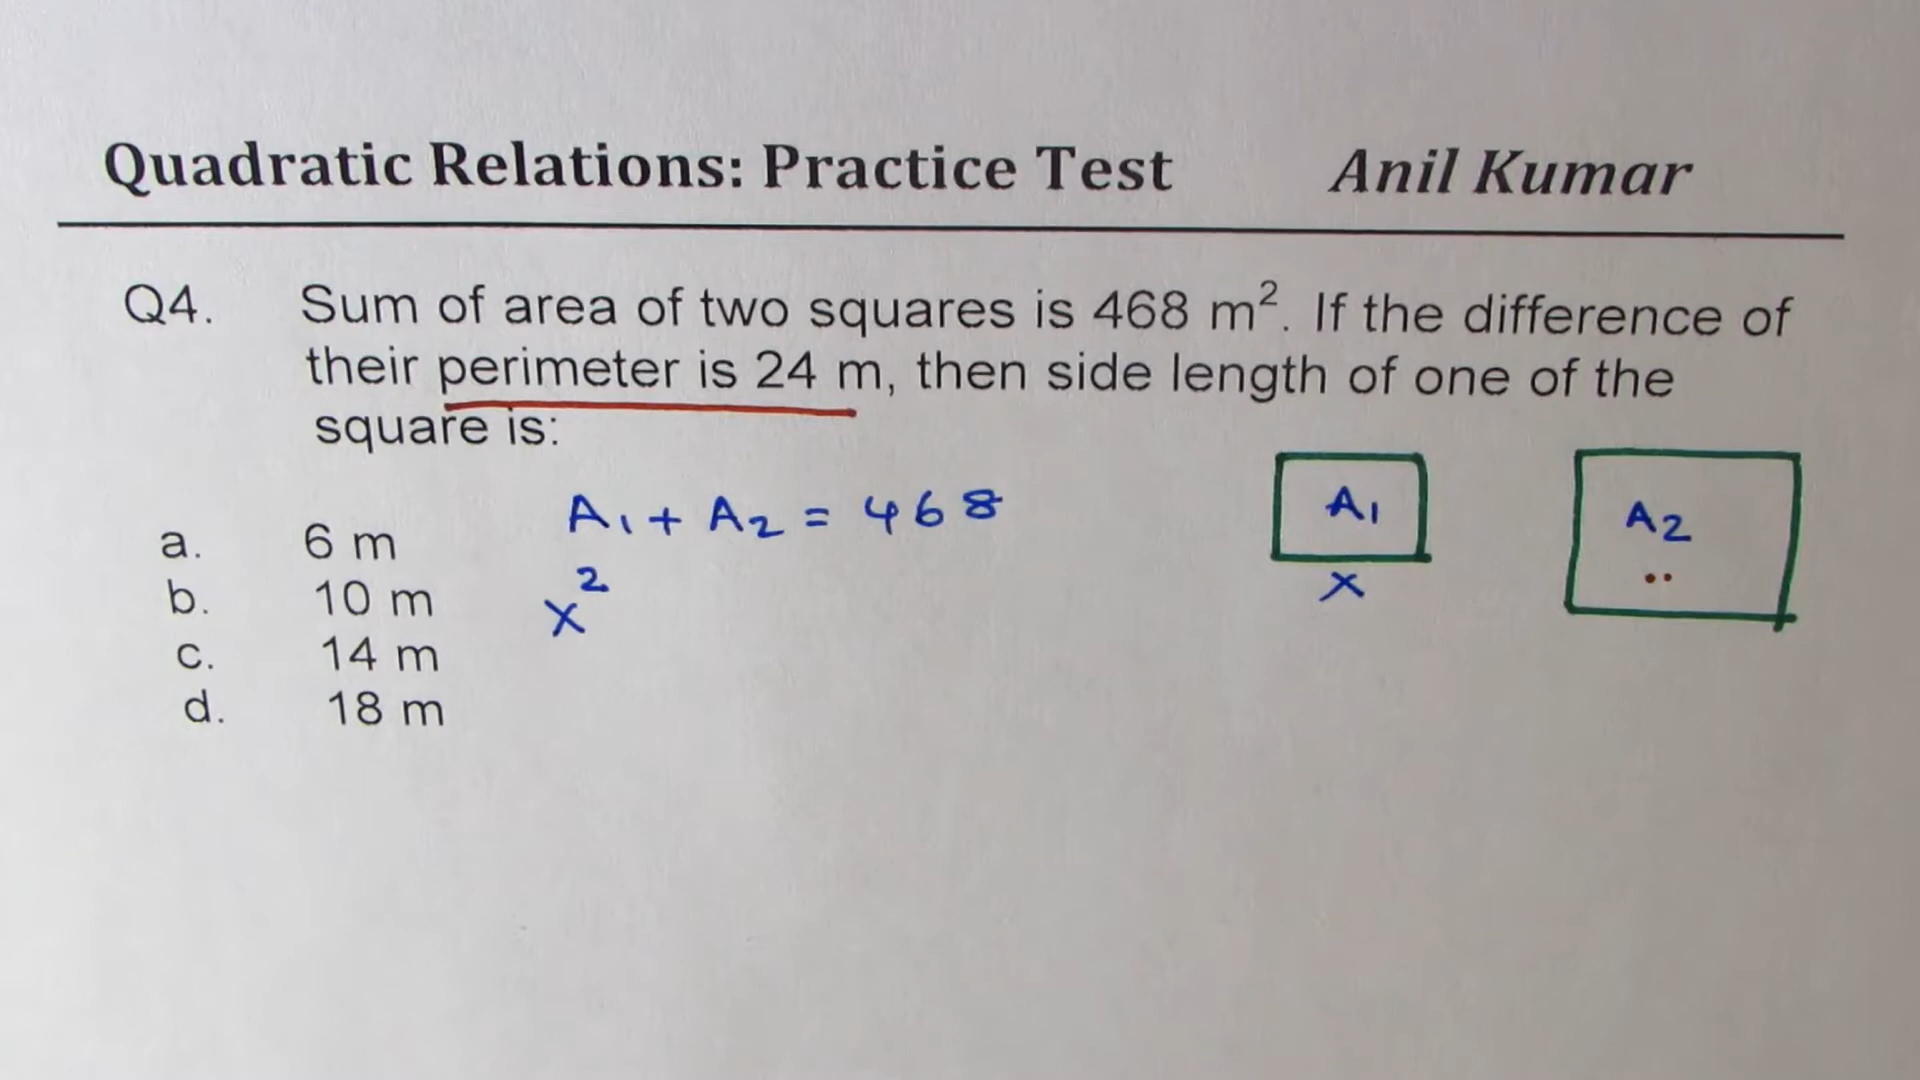 Quadratic Relations: Practice Test Anil Kumar
Q4. Sum of area of two squares is 468 m². If the difference of
their perimeter is 24 m, then side length of one of the
square is:
A₁ + A₂ = 468
A₁
A₂
a. 6 m
x²
x
b. 10 m
c. 14 m
d. 18 m